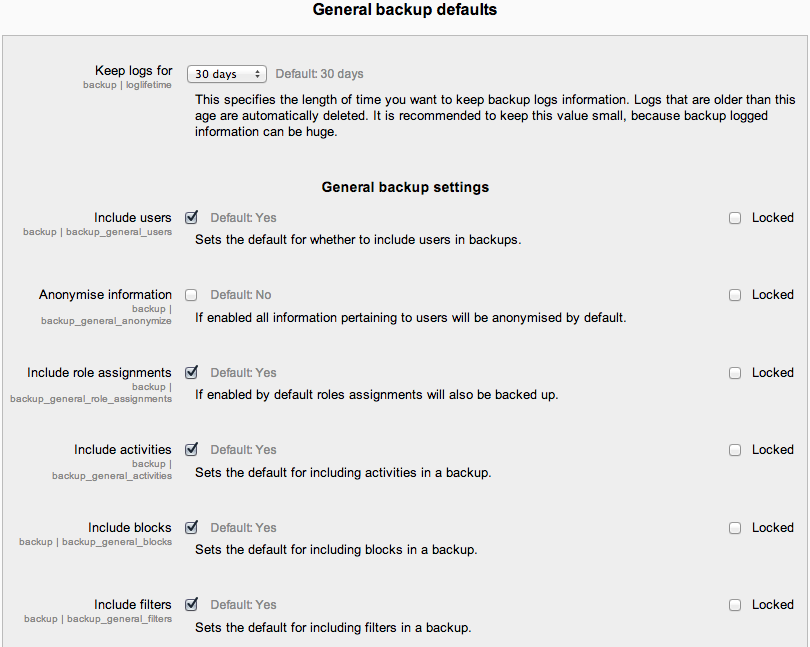 General backup defaults
Keep logs for 30 days Default: 30 days
backup | loglifetime
This specifies the length of time you want to keep backup logs information. Logs that are older than this
age are automatically deleted. It is recommended to keep this value small, because backup logged
information can be huge.
General backup settings
Include users Default: Yes Locked
backup | backup_general_users
Sets the default for whether to include users in backups.
Anonymise information Default: No Locked
backup |
backup_general_anonymize
If enabled all information pertaining to users will be anonymised by default.
Include role assignments Default: Yes Locked
backup |
backup_general_role_assignments
If enabled by default roles assignments will also be backed up.
Include activities Default: Yes Locked
backup |
backup_general_activities
Sets the default for including activities in a backup.
Include blocks Default: Yes Locked
backup | backup_general_blocks
Sets the default for including blocks in a backup.
Include filters Default: Yes Locked
backup | backup_general_filters
Sets the default for including filters in a backup.